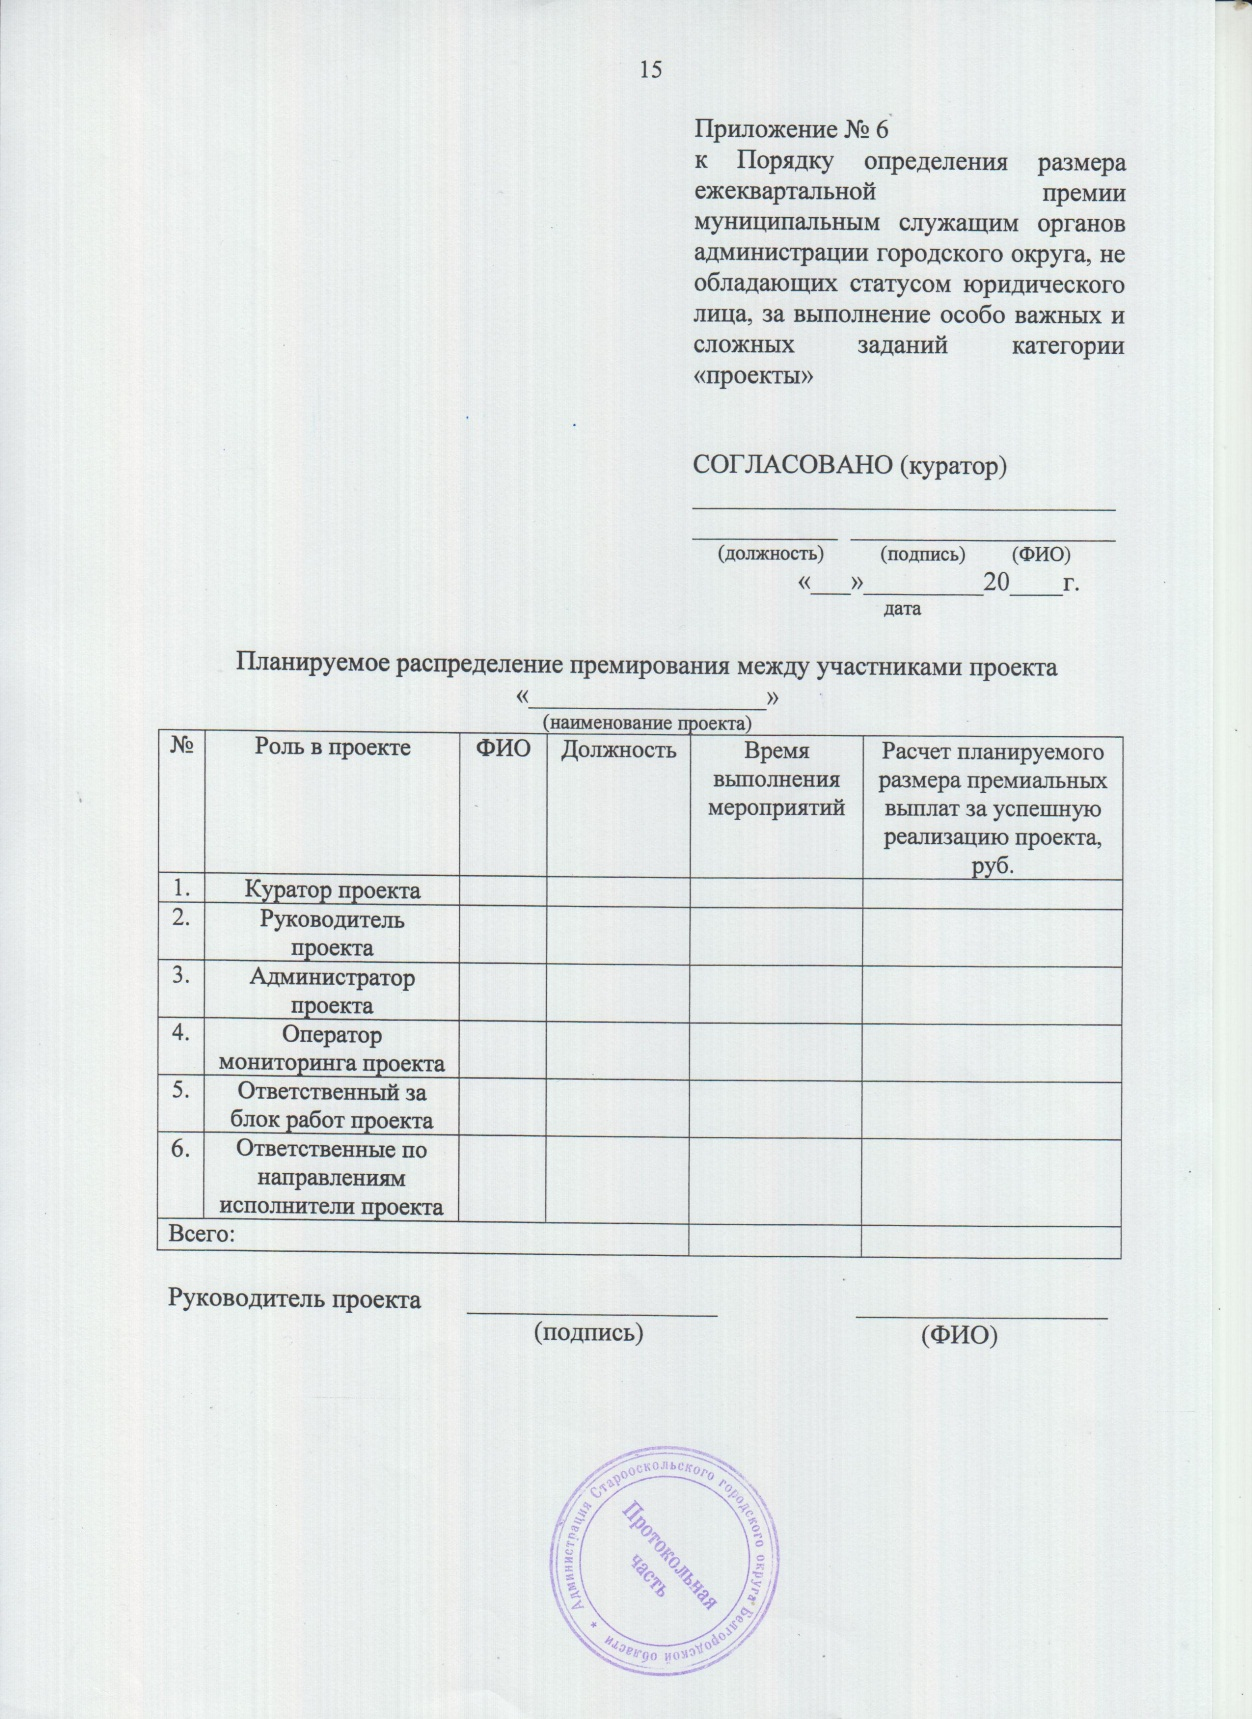 15
Приложение № 6
к Порядку определения размера
ежеквартальной премии
муниципальным служащим органов
администрации городского округа, не
обладающих статусом юридического
лица, за выполнение особо важных и
сложных заданий категории
«проекты»
СОГЛАСОВАНО (куратор)
(должность) (подпись) (ФИО)
«___»_________20____г.
дата
Планируемое распределение премирования между участниками проекта
«__________________»
(наименование проекта)
№ Роль в проекте ФИО Должность Время выполнения мероприятий Расчет планируемого размера премиальных выплат за успешную реализацию проекта, руб.
1. Куратор проекта
2. Руководитель
проекта
3. Администратор
проекта
4. Оператор
мониторинга проекта
5. Ответственный за
блок работ проекта
6. Ответственные по
направлениям
исполнители проекта
Всего:
Руководитель проекта
(подпись) (ФИО)
Администрация Старооскольского городского округа Белгородской области *
Протокольная
часть